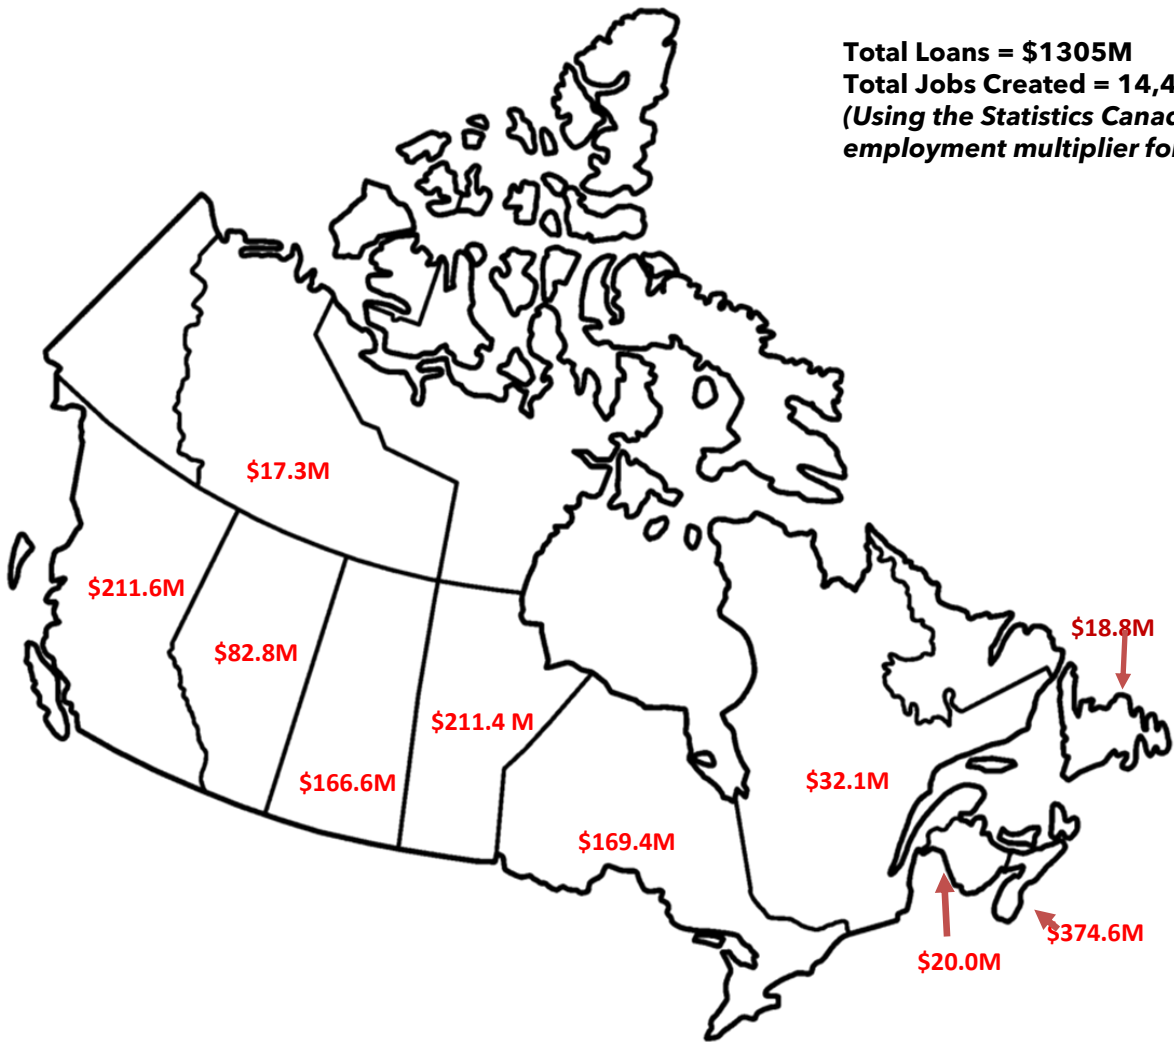 Total Loans = $1305M
Total Jobs Created = 14,4
(Using the Statistics Canad
employment multiplier for
$17.3M
$211.6M
$18.8M
$82.8M
$211.4 M
$166.6M
$32.1M
$169.4M
$374.6M
$20.0M